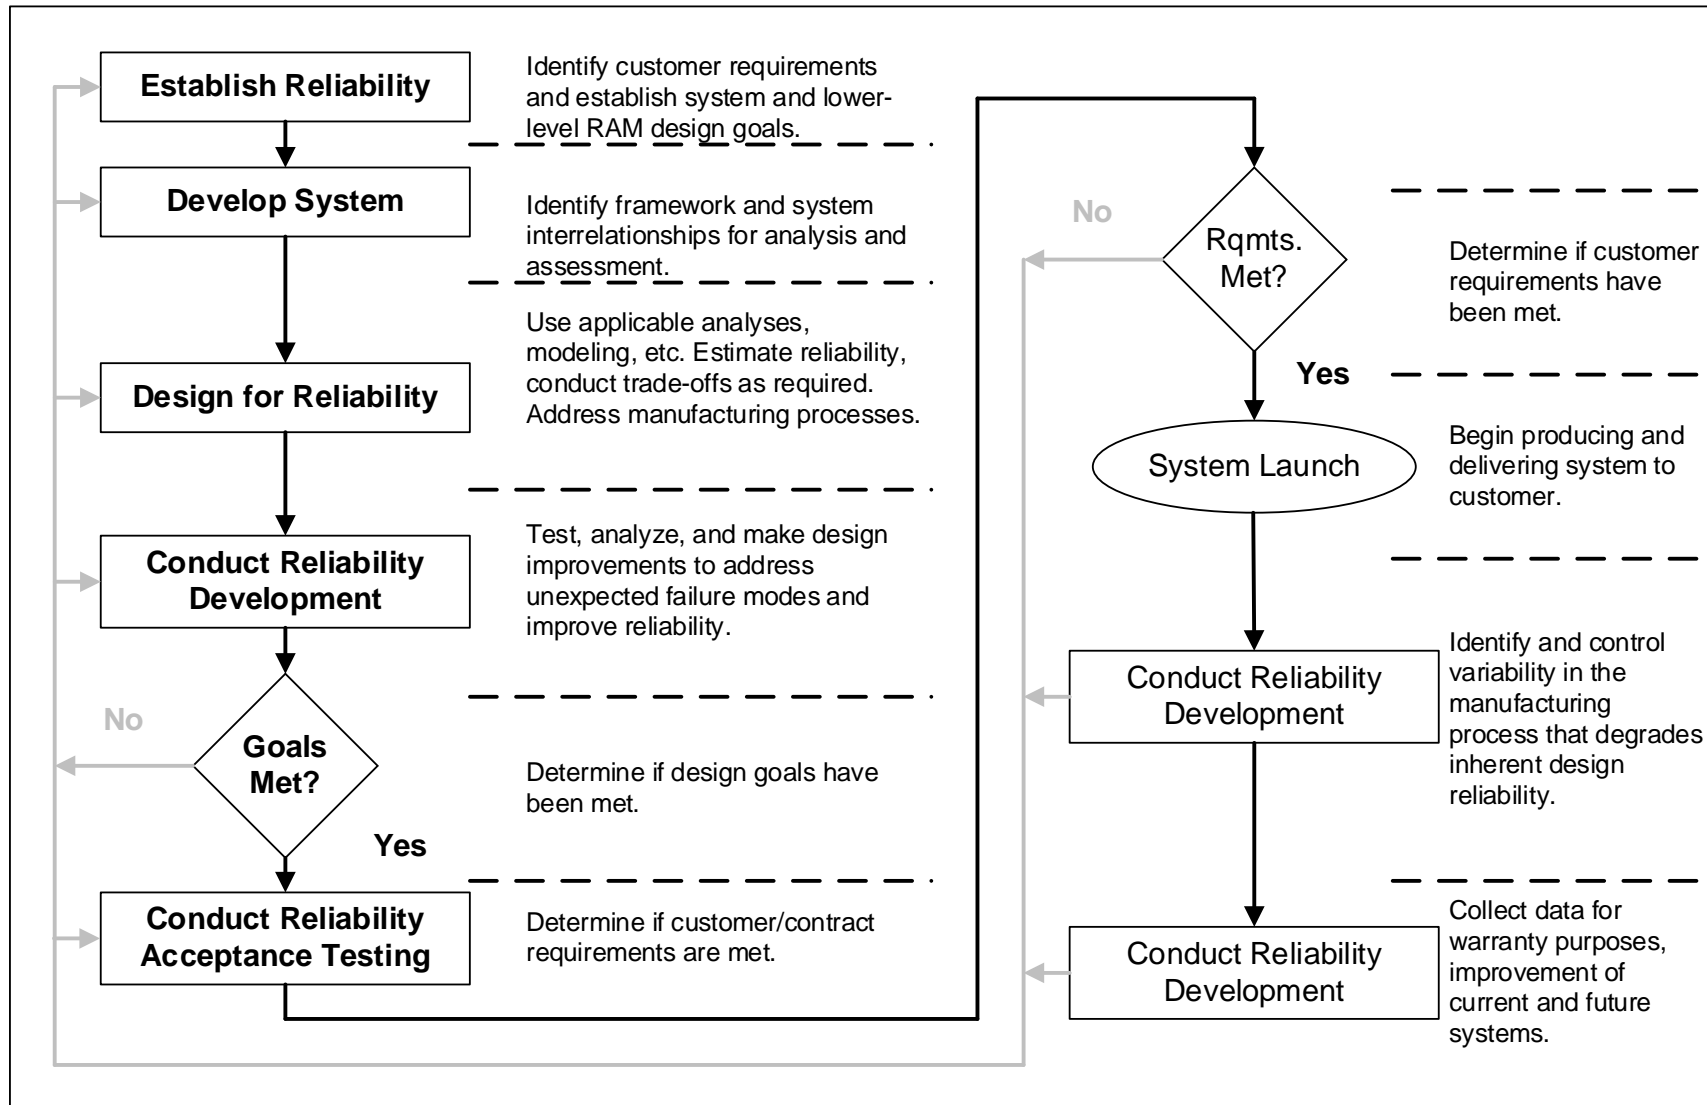 Establish Reliability
Identify customer requirements
and establish system and lower-
level RAM design goals.
Develop System
Identify framework and system
interrelationships for analysis and
assessment.
Design for Reliability
Use applicable analyses,
modeling, etc. Estimate reliability,
conduct trade-offs as required.
Address manufacturing processes.
Conduct Reliability
Development
Test, analyze, and make design
improvements to address
unexpected failure modes and
improve reliability.
No
Goals
Met?
Yes
Determine if design goals have
been met.
Conduct Reliability
Acceptance Testing
Determine if customer/contract
requirements are met.
No
Rqmts.
Met?
Yes
Determine if customer
requirements have
been met.
System Launch
Begin producing and
delivering system to
customer.
Conduct Reliability
Development
Identify and control
variability in the
manufacturing
process that degrades
inherent design
reliability.
Conduct Reliability
Development
Collect data for
warranty purposes,
improvement of
current and future
systems.